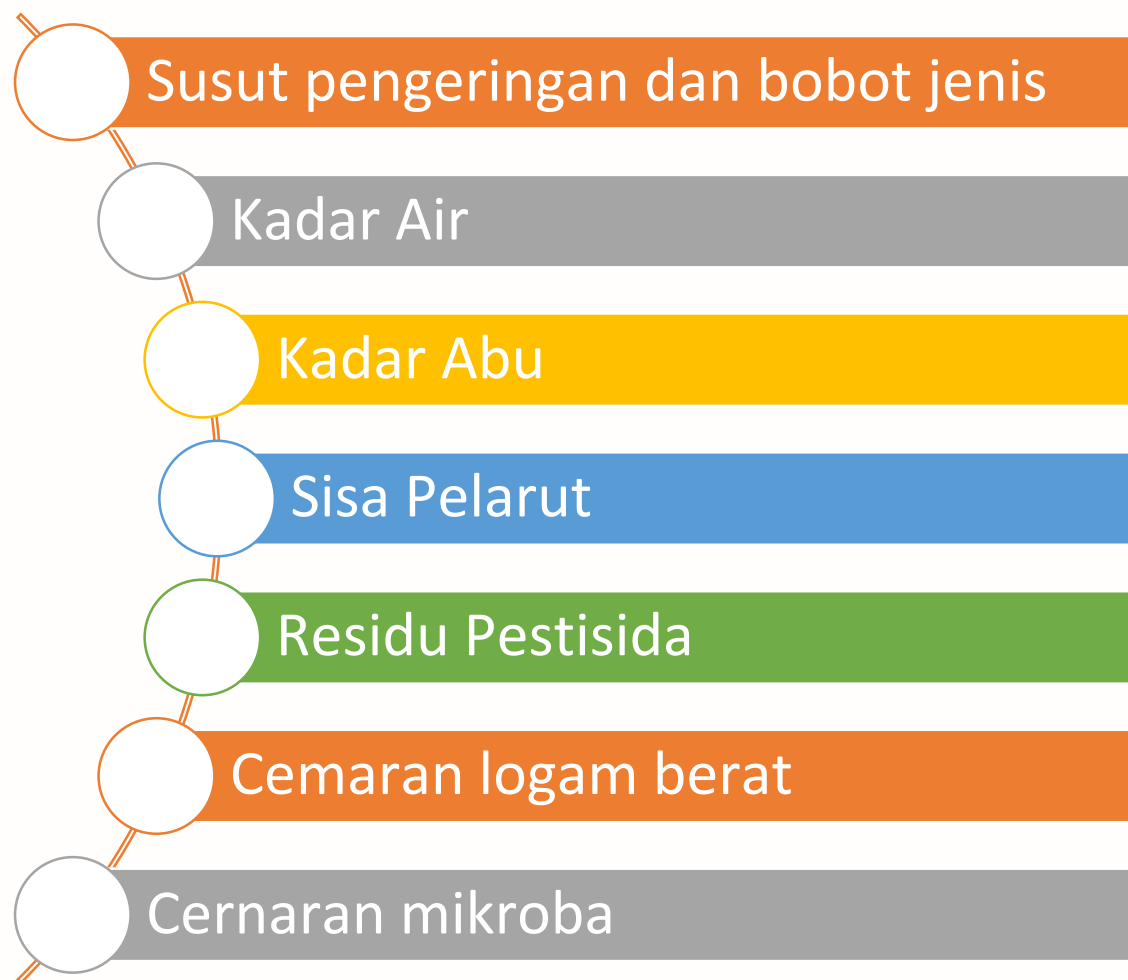 Susut pengeringan dan bobot jenis
Kadar Air
Kadar Abu
Sisa Pelarut
Residu Pestisida
Cemaran logam berat
Cernaran mikroba